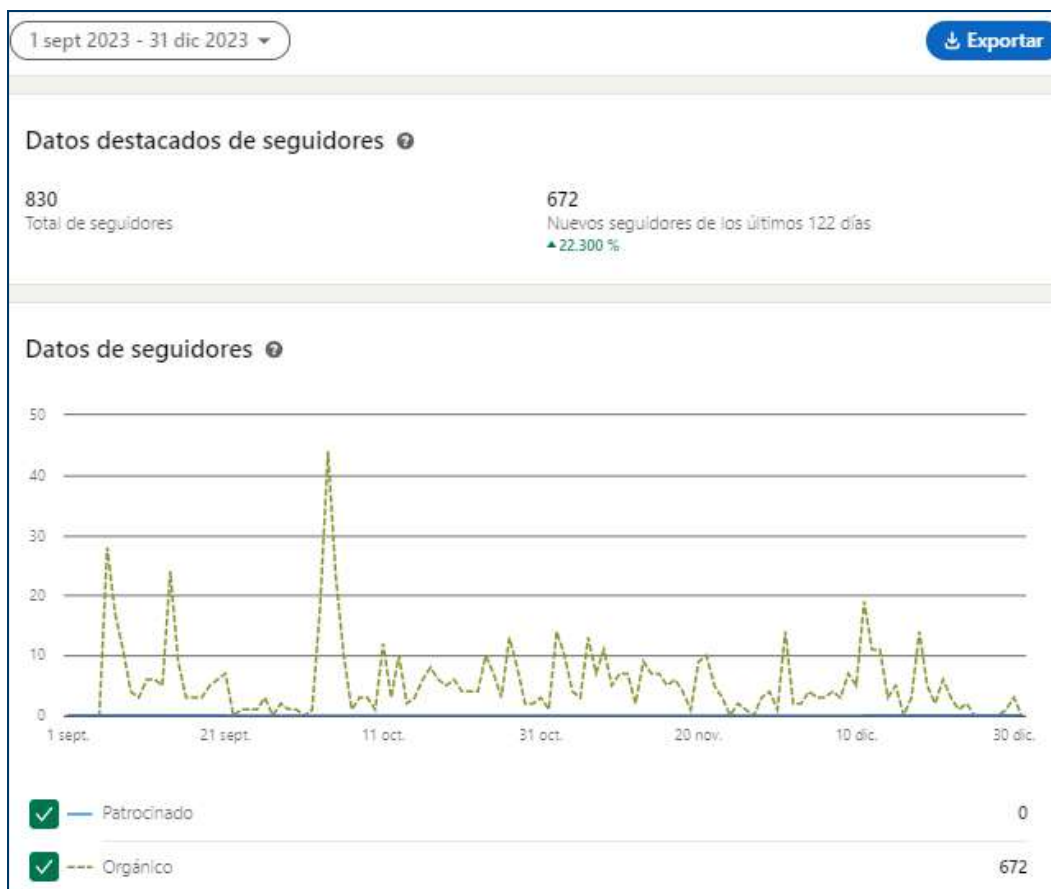 1 sept 2023 - 31 dic 2023
Exportar
Datos destacados de seguidores
830
Total de seguidores
672
Nuevos seguidores de los últimos 122 días
22.300 %
Datos de seguidores
50
40
30
20
10
0
1 sept. 21 sept. 11 oct. 31 oct. 20 nov. 10 dic. 30 dic.
Patrocinado 0
Orgánico 672